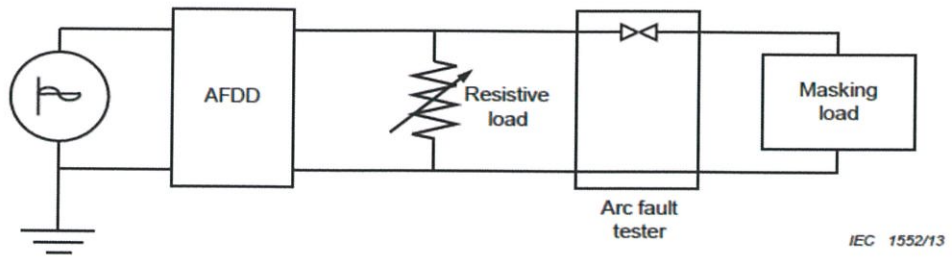 AFDD
Resistive
load
Masking
load
Arc fault
tester
IEC 1552/13